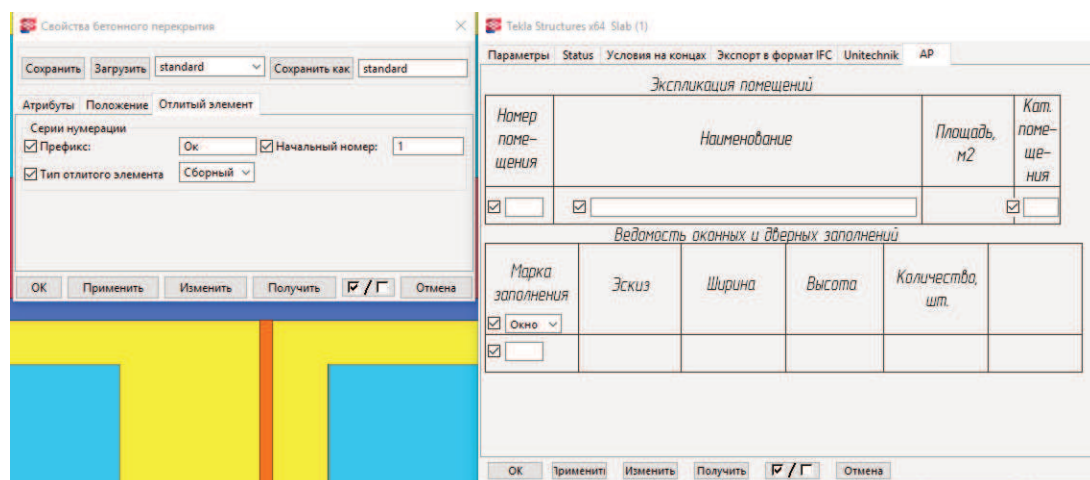 Свойства бетонного перекрытия
Сохранить Загрузить standard Сохранить как standard
Атрибуты Положение Отлитый элемент
Серии нумерации
Префикс: Ок Начальный номер: 1
Тип отлитого элемента Сборный
ОК Применить Изменить Получить / Отмена
Tekla Structures x64 Slab (1)
Параметры Status Условия на концах Экспорт в формат IFC Unitechnik АР
Экспликация помещений
Номер
поме-
щения
Наименование
Площадь,
м2
Кат.
поме-
ще-
ния
Ведомость оконных и дверных заполнений
Марка
заполнения
Окно
Эскиз
Ширина
Высота
Количество,
шт.
ОК Применить Изменить Получить / Отмена